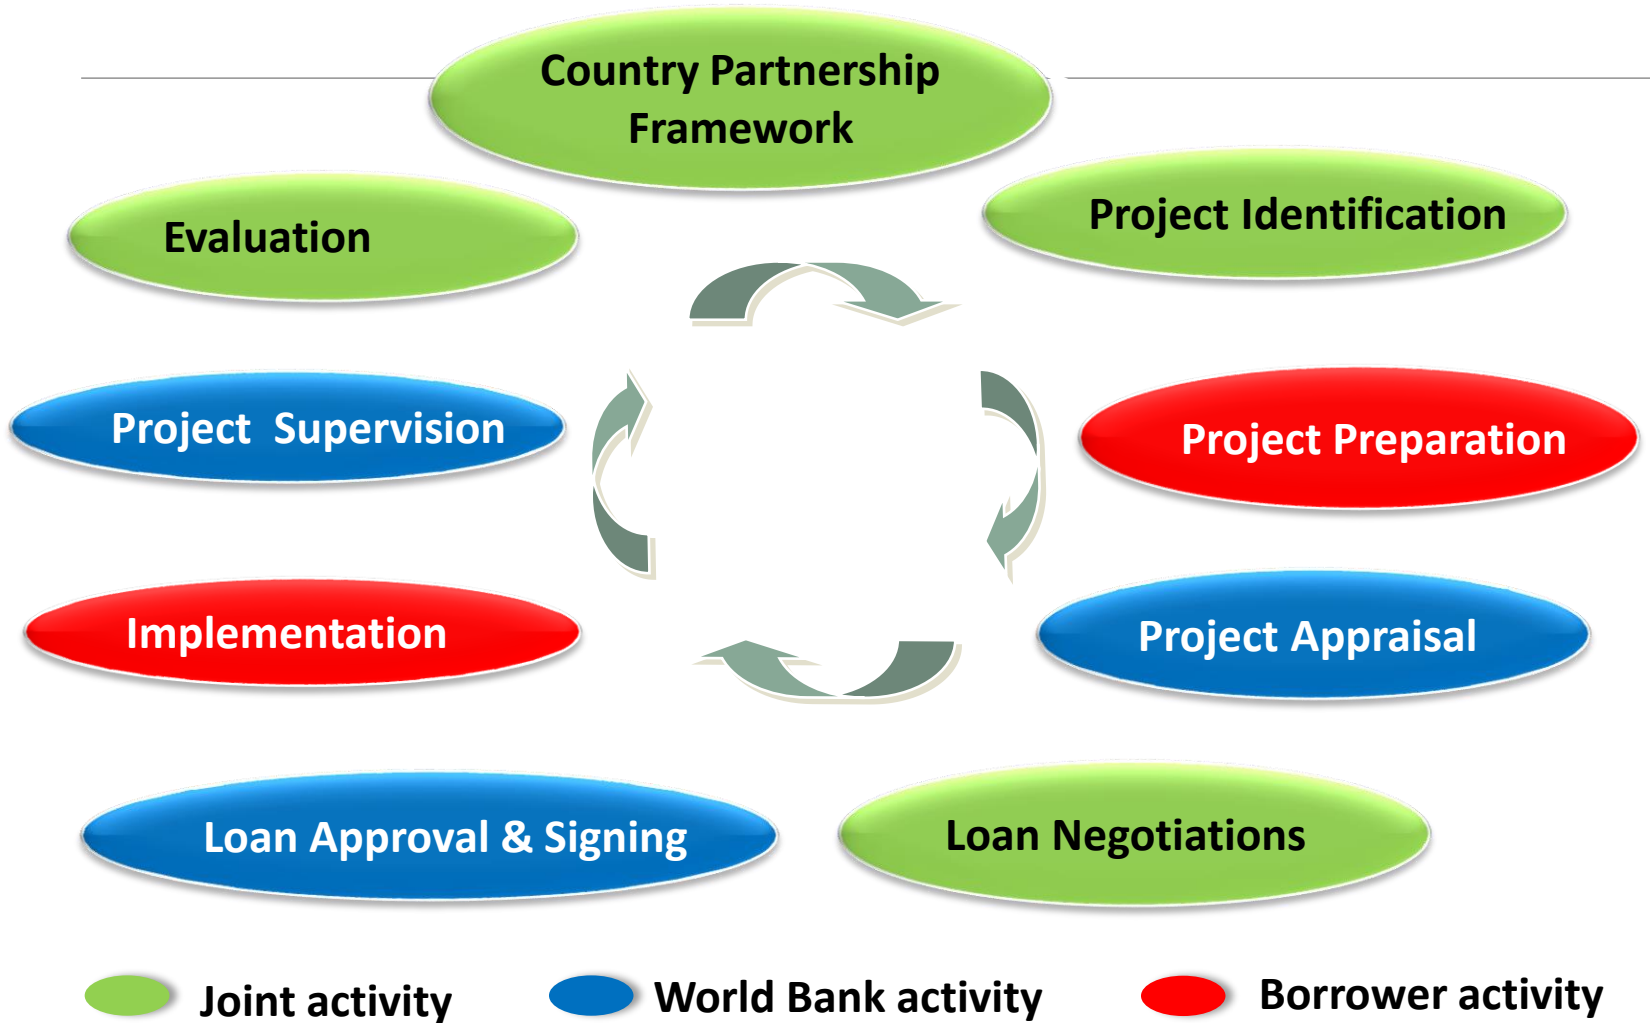 Country Partnership
Framework
Project Identification
Evaluation
Project Supervision
Project Preparation
Implementation
Project Appraisal
Loan Approval & Signing
Loan Negotiations
Joint activity
World Bank activity
Borrower activity